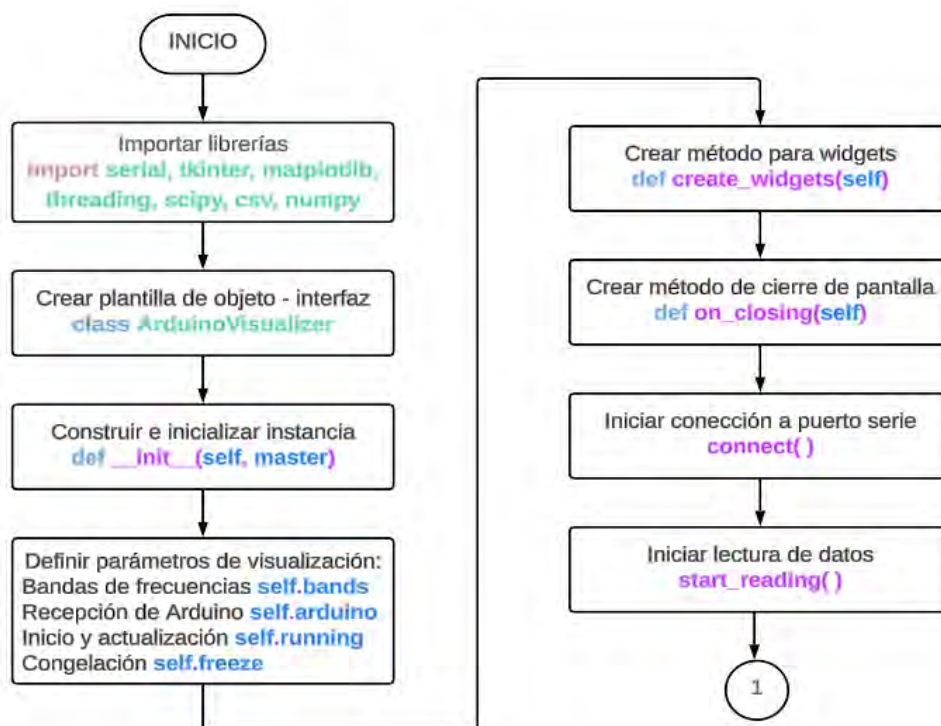 INICIO
Importar librerías
import serial, tkinter, matplotlib,
threading, scipy, csv, numpy
Crear plantilla de objeto - interfaz
class ArduinoVisualizer
Construir e inicializar instancia
def __init__(self, master)
Definir parámetros de visualización:
Bandas de frecuencias self.bands
Recepción de Arduino self.arduino
Inicio y actualización self.running
Congelación self.freeze
Crear método para widgets
def create_widgets(self)
Crear método de cierre de pantalla
def on_closing(self)
Iniciar conección a puerto serie
connect( )
Iniciar lectura de datos
start_reading( )
1